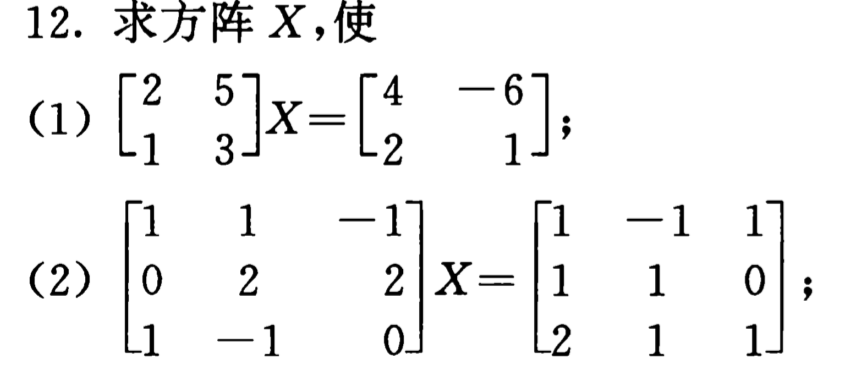 12. 求方阵 X,使
(1) [2 5; 1 3] X = [4 -6; 2 1];
(2) [1 1 -1; 0 2 2; 1 -1 0] X = [1 -1 1; 1 1 0; 2 1 1];